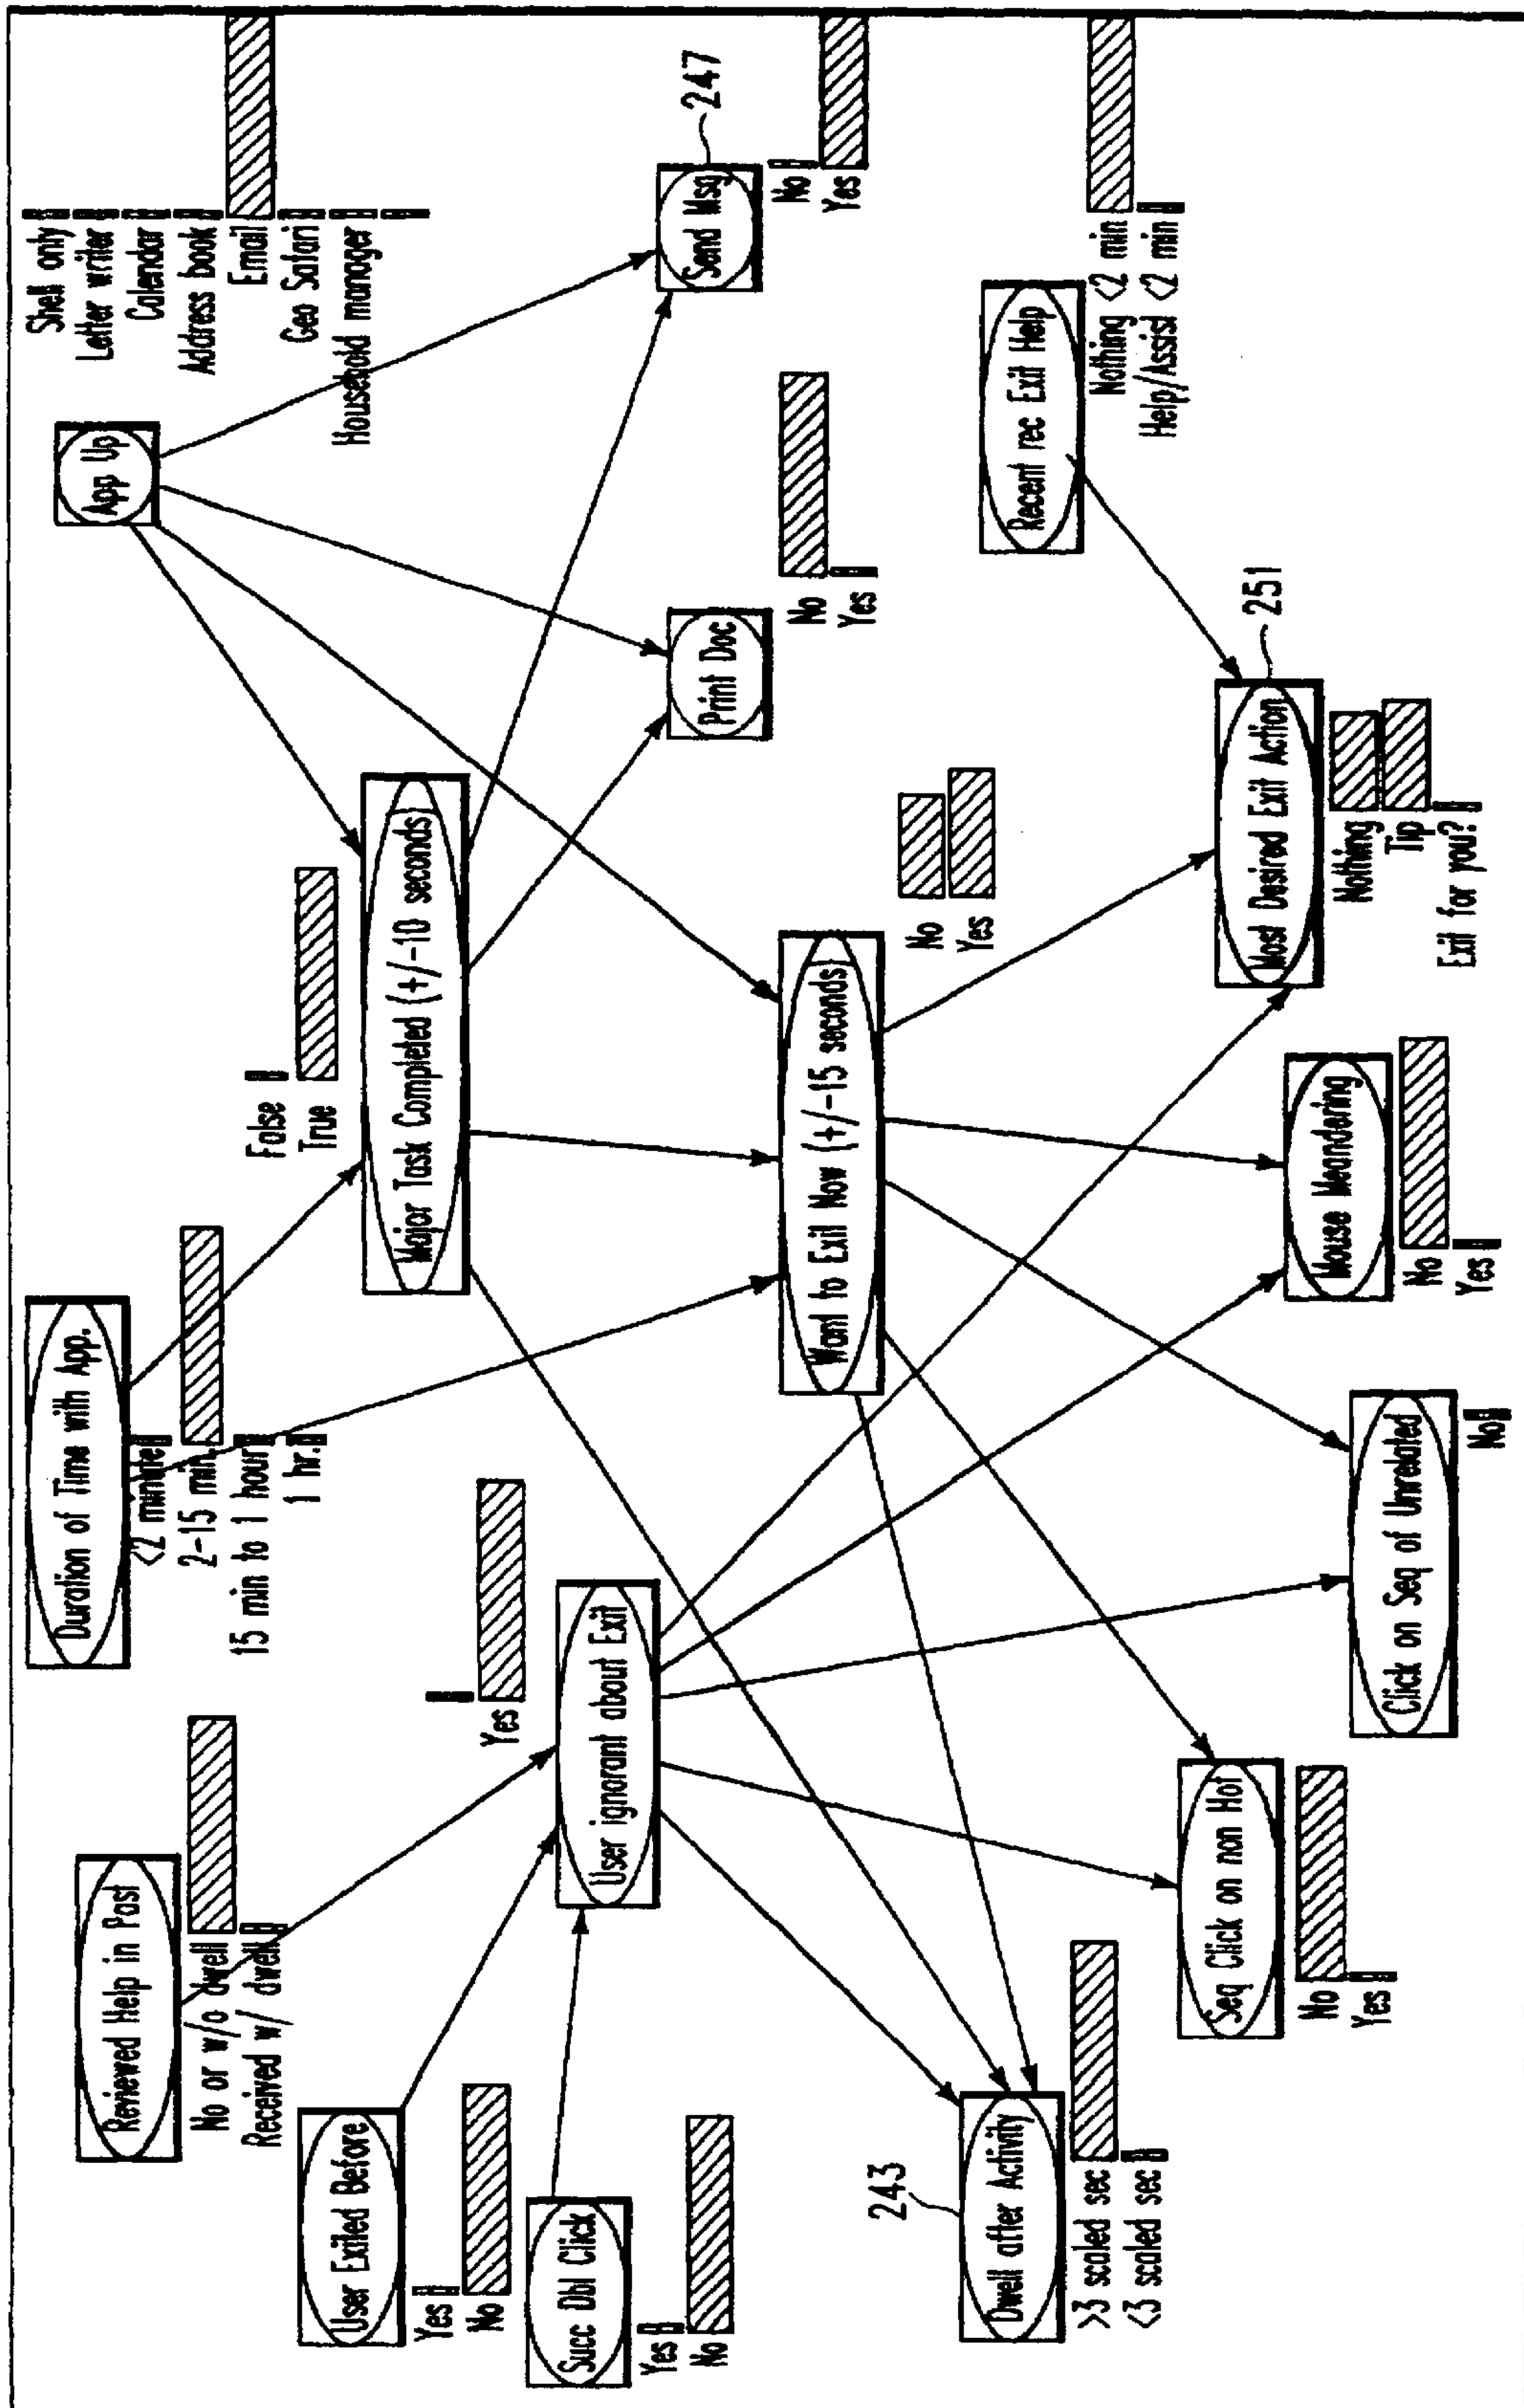 Shell only
Letter writer
Calendar
Address book
Email
Geo Safari
Household manager
App Up
Duration of Time with App.
<2 minute
2-15 min.
15 min to 1 hour
1 hr.
Reviewed Help in Past
No or w/o dwell
Received w/ dwell
False
True
Major Task Completed (+/-10 seconds)
User Exited Before
Yes
No
Yes
User ignorant about Exit
Succ Dbl Click
Yes
No
Print Doc
No
Yes
Send Msg
247
No
Yes
Want to Exit Now (+/-15 seconds)
No
Yes
243
Dwell after Activity
>3 scaled sec
<3 scaled sec
Recent rec Exit Help
Nothing <2 min
Help/Assist <2 min
Seq Click on non Hot
No
Yes
Click on Seq of Unrelated
No
Mouse Meandering
No
Yes
251
Most Desired Exit Action
Nothing
Tip
Exit for you?